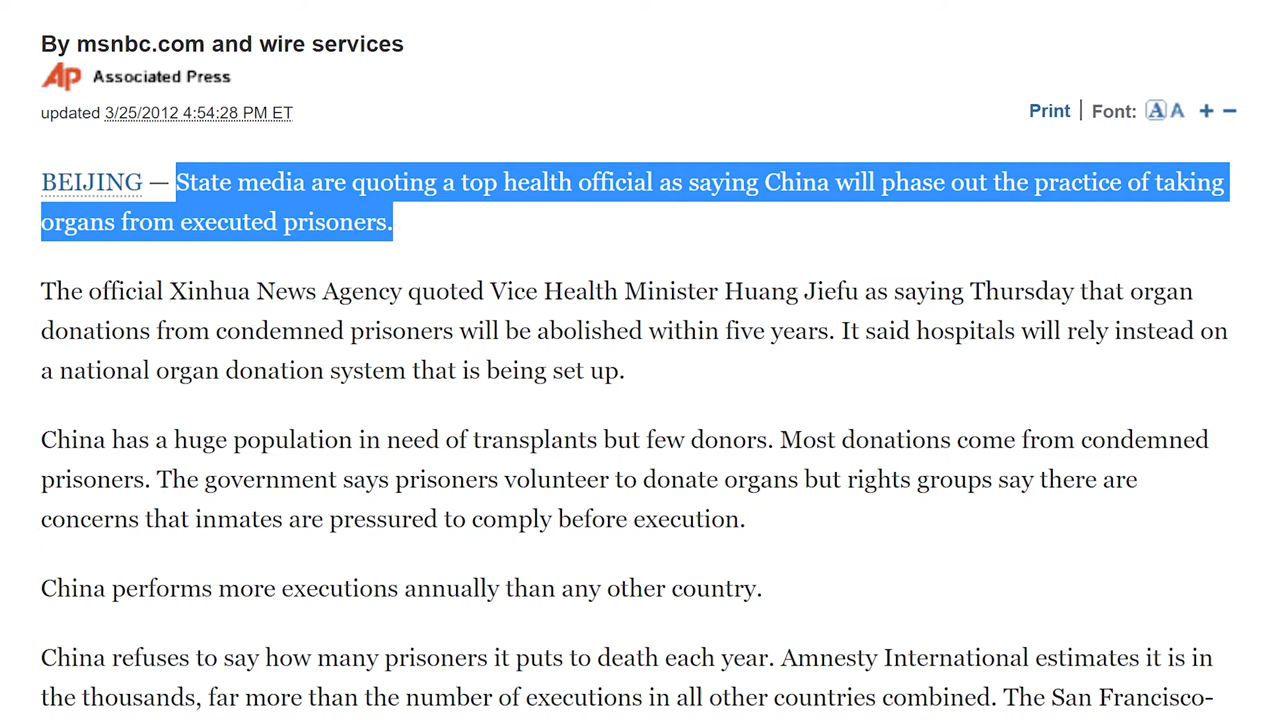 By msnbc.com and wire services
AP Associated Press
updated 3/25/2012 4:54:28 PM ET
Print | Font: A A + −
BEIJING — State media are quoting a top health official as saying China will phase out the practice of taking
organs from executed prisoners.
The official Xinhua News Agency quoted Vice Health Minister Huang Jiefu as saying Thursday that organ
donations from condemned prisoners will be abolished within five years. It said hospitals will rely instead on
a national organ donation system that is being set up.
China has a huge population in need of transplants but few donors. Most donations come from condemned
prisoners. The government says prisoners volunteer to donate organs but rights groups say there are
concerns that inmates are pressured to comply before execution.
China performs more executions annually than any other country.
China refuses to say how many prisoners it puts to death each year. Amnesty International estimates it is in
the thousands, far more than the number of executions in all other countries combined. The San Francisco-